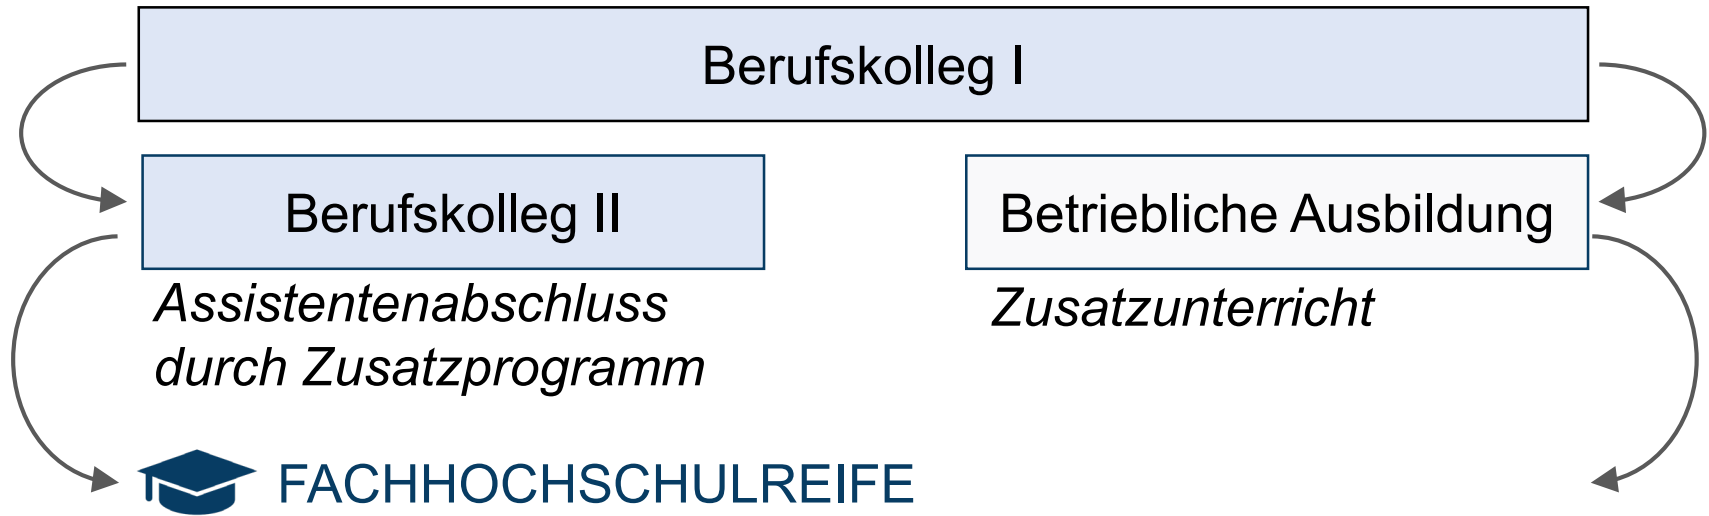 Berufskolleg I
Berufskolleg II
Betriebliche Ausbildung
Assistentenabschluss
durch Zusatzprogramm
Zusatzunterricht
FACHHOCHSCHULREIFE